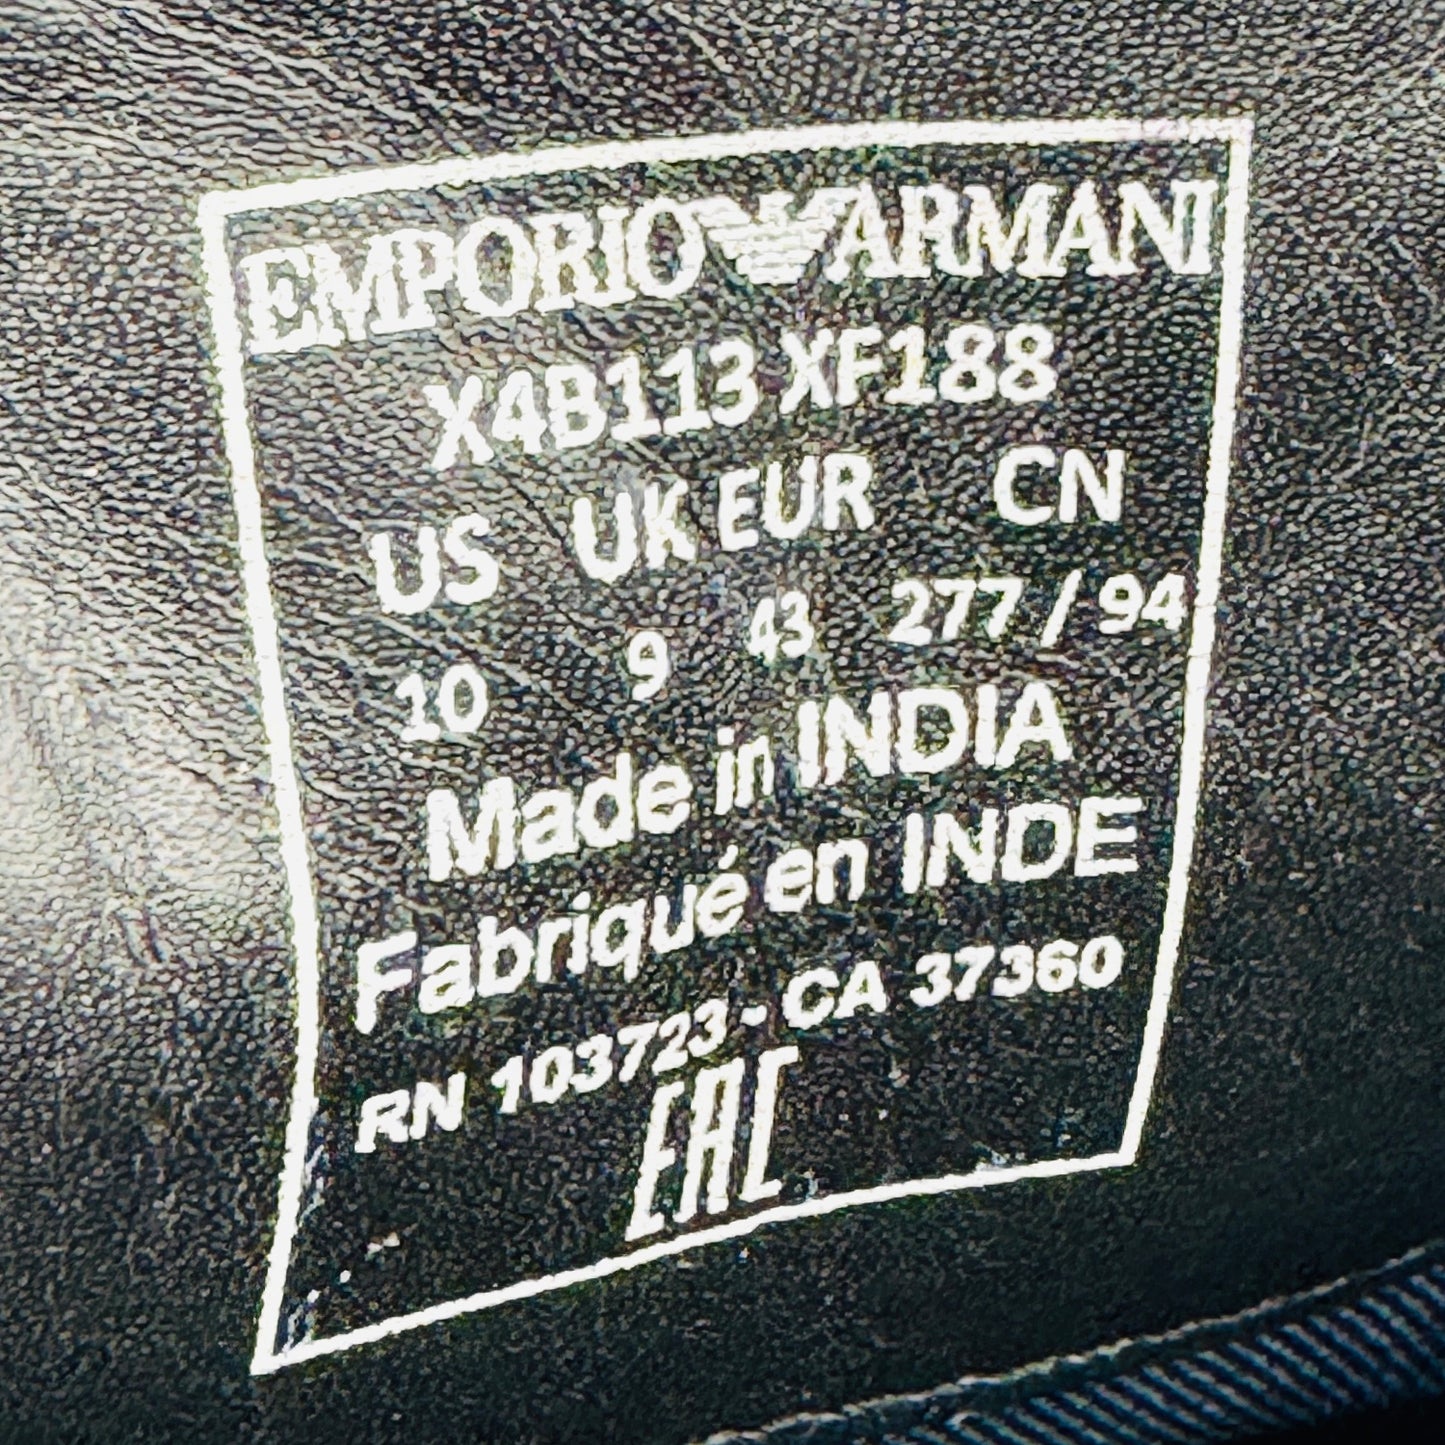 EMPORIO ARMANI
X4B113 XF188
US UK EUR CN
10 9 43 277 / 94
Made in INDIA
Fabriqué en INDE
RN 103723 - CA 37360
EAC